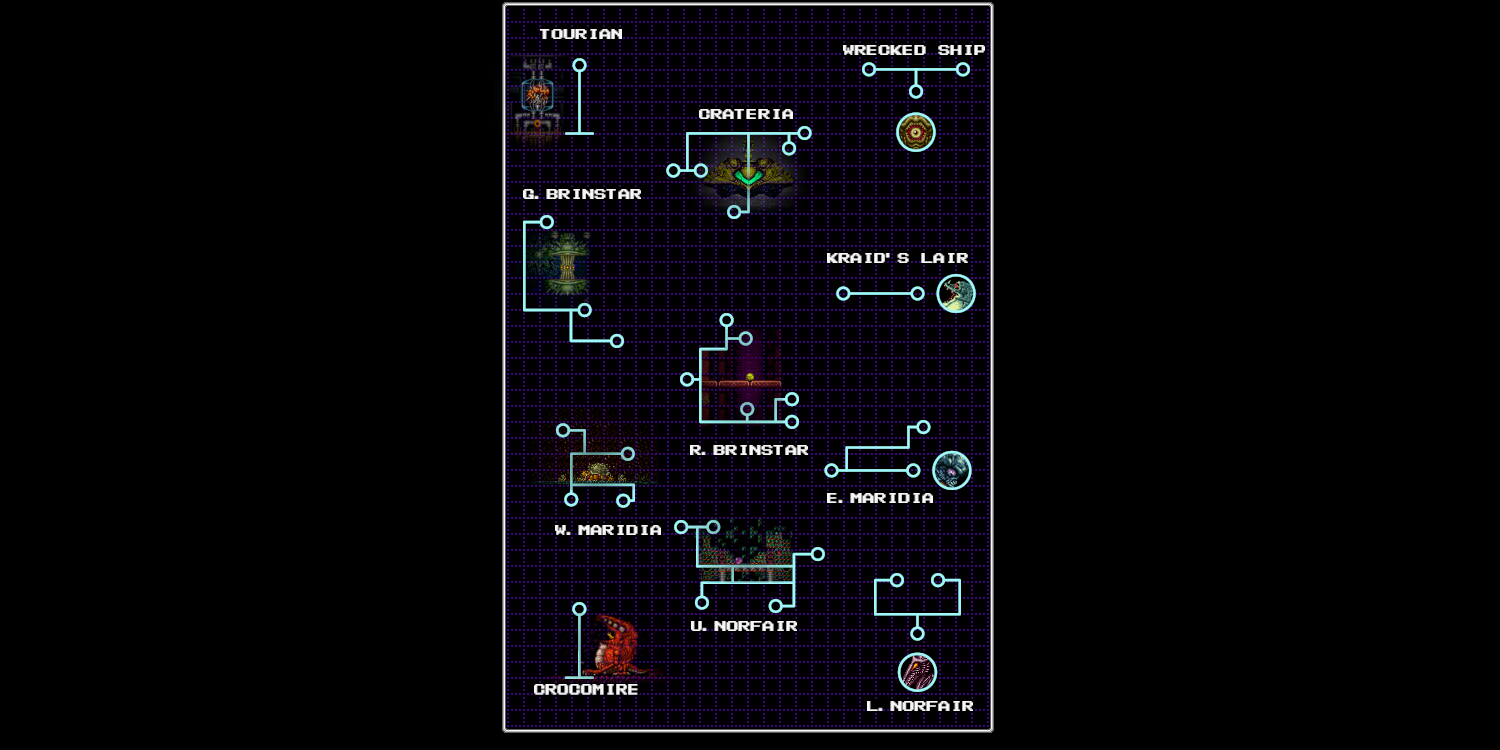 TOURIAN
WRECKED SHIP
CRATERIA
G. BRINSTAR
KRAID'S LAIR
R. BRINSTAR
E. MARIDIA
W. MARIDIA
U. NORFAIR
CROCOMIRE
L. NORFAIR